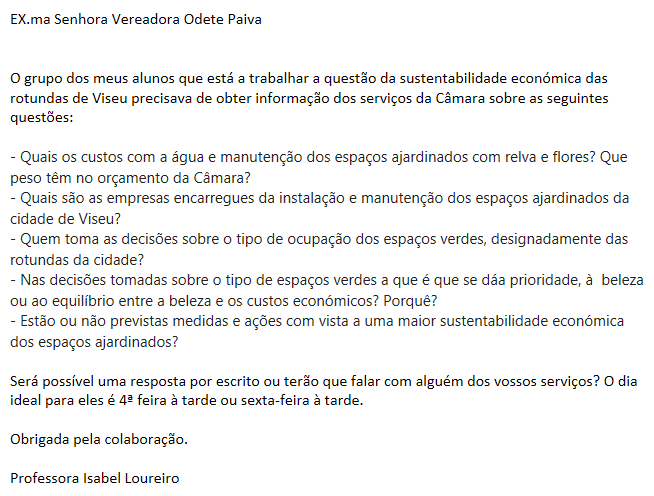 EX.ma Senhora Vereadora Odete Paiva
O grupo dos meus alunos que está a trabalhar a questão da sustentabilidade económica das
rotundas de Viseu precisava de obter informação dos serviços da Câmara sobre as seguintes
questões:
- Quais os custos com a água e manutenção dos espaços ajardinados com relva e flores? Que
peso têm no orçamento da Câmara?
- Quais são as empresas encarregues da instalação e manutenção dos espaços ajardinados da
cidade de Viseu?
- Quem toma as decisões sobre o tipo de ocupação dos espaços verdes, designadamente das
rotundas da cidade?
- Nas decisões tomadas sobre o tipo de espaços verdes a que é que se dáa prioridade, à  beleza
ou ao equilíbrio entre a beleza e os custos económicos? Porquê?
- Estão ou não previstas medidas e ações com vista a uma maior sustentabilidade económica
dos espaços ajardinados?
Será possível uma resposta por escrito ou terão que falar com alguém dos vossos serviços? O dia
ideal para eles é 4ª feira à tarde ou sexta-feira à tarde.
Obrigada pela colaboração.
Professora Isabel Loureiro